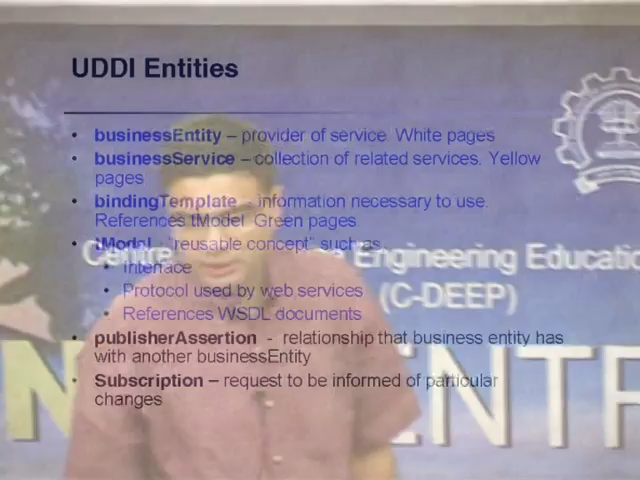 UDDI Entities
• businessEntity – provider of service. White pages
• businessService – collection of related services. Yellow
pages
• bindingTemplate - information necessary to use.
References tModel. Green pages
• tModel - "reusable concept" such as
• Interface
• Protocol used by web services
• References WSDL documents
• publisherAssertion - relationship that business entity has
with another businessEntity
• Subscription – request to be informed of particular
changes
Centre Engineering Educatio
(C-DEEP)
N ENTR